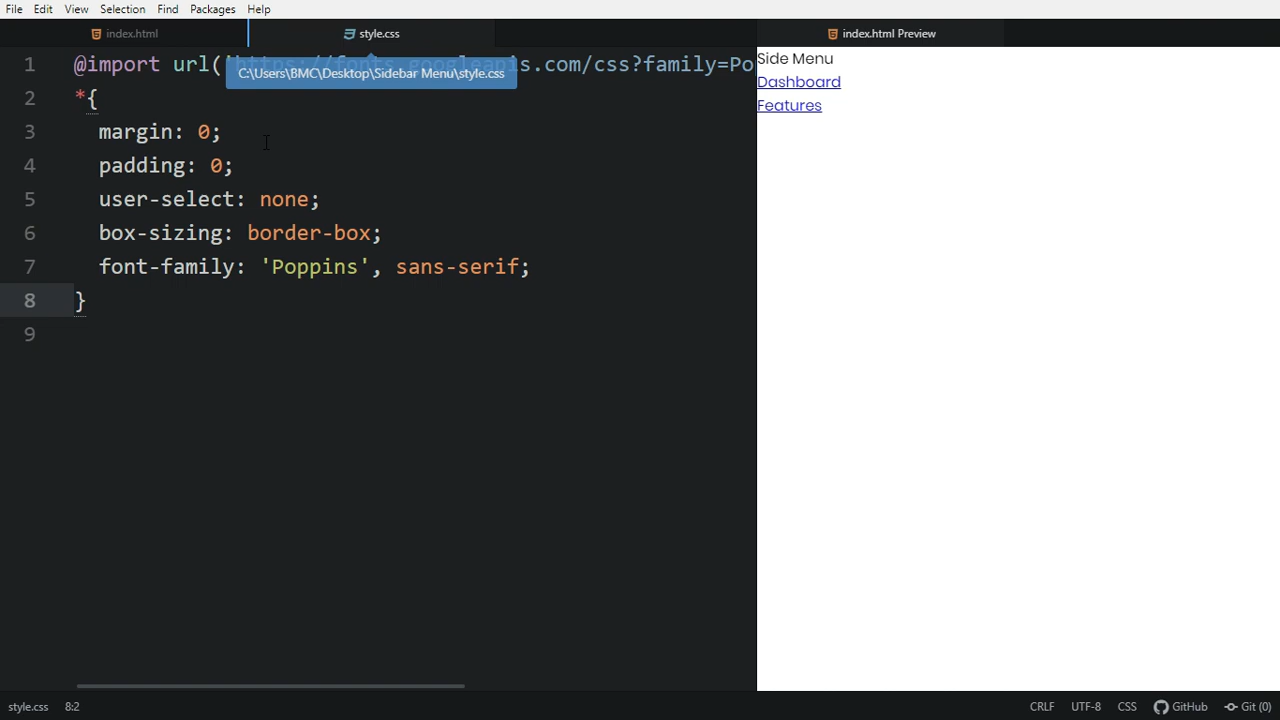 File Edit View Selection Find Packages Help
index.html style.css index.html Preview
1 @import url('https://fonts.googleapis.com/css?family=Po
C:\Users\BMC\Desktop\Sidebar Menu\style.css
2 *{
3 margin: 0;
4 padding: 0;
5 user-select: none;
6 box-sizing: border-box;
7 font-family: 'Poppins', sans-serif;
8 }
9
Side Menu
Dashboard
Features
style.css 8:2 CRLF UTF-8 CSS GitHub Git (0)